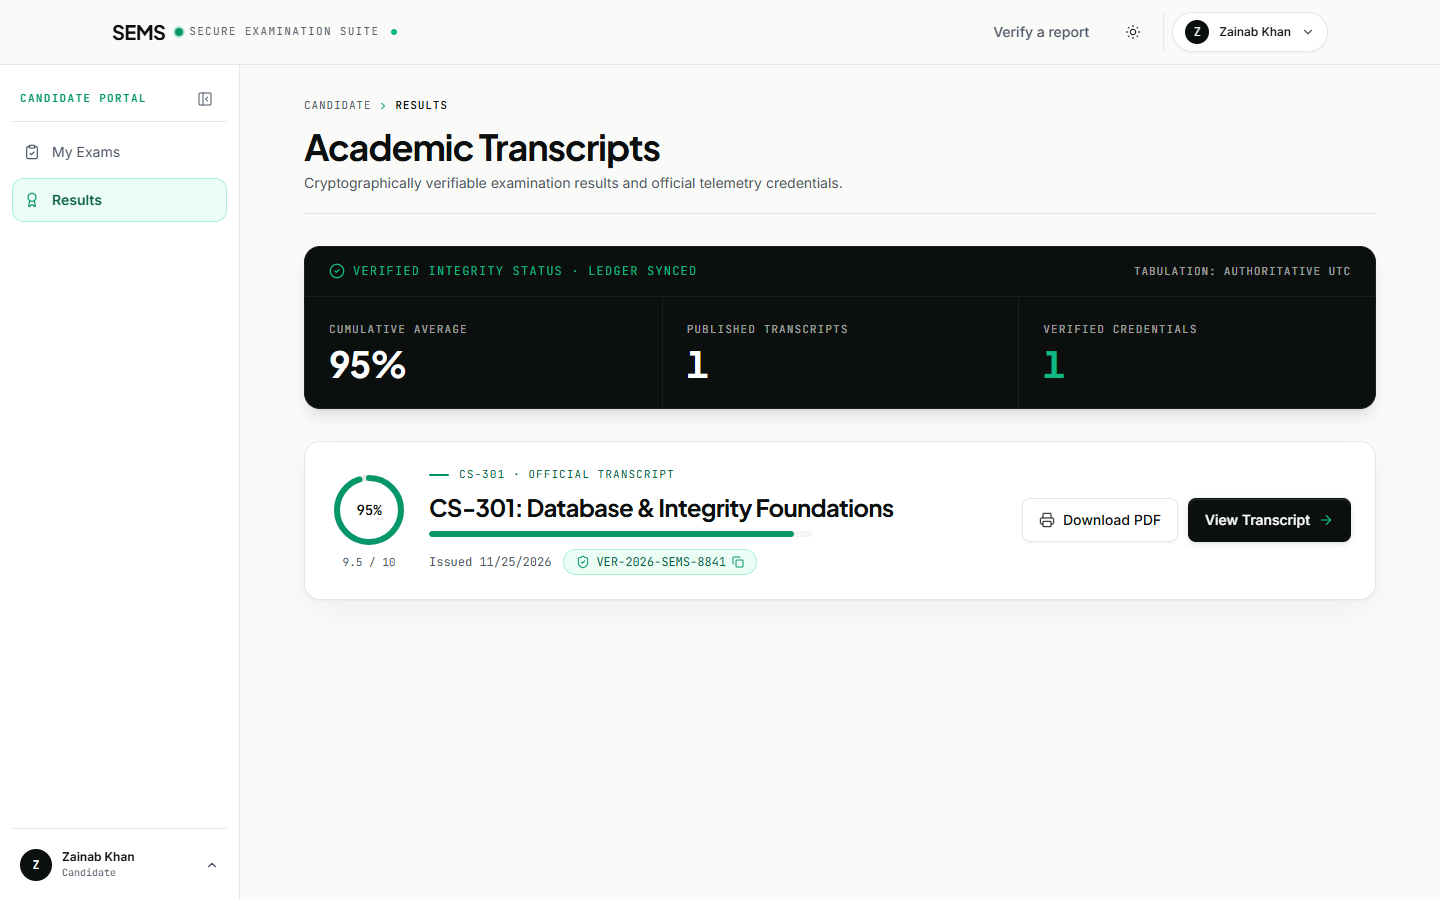 SEMS SECURE EXAMINATION SUITE
Verify a report
Z Zainab Khan
CANDIDATE PORTAL
My Exams
Results
CANDIDATE > RESULTS
Academic Transcripts
Cryptographically verifiable examination results and official telemetry credentials.
VERIFIED INTEGRITY STATUS · LEDGER SYNCED
TABULATION: AUTHORITATIVE UTC
CUMULATIVE AVERAGE
95%
PUBLISHED TRANSCRIPTS
1
VERIFIED CREDENTIALS
1
95%
9.5 / 10
CS-301 · OFFICIAL TRANSCRIPT
CS-301: Database & Integrity Foundations
Issued 11/25/2026
VER-2026-SEMS-8841
Download PDF
View Transcript
Z Zainab Khan
Candidate